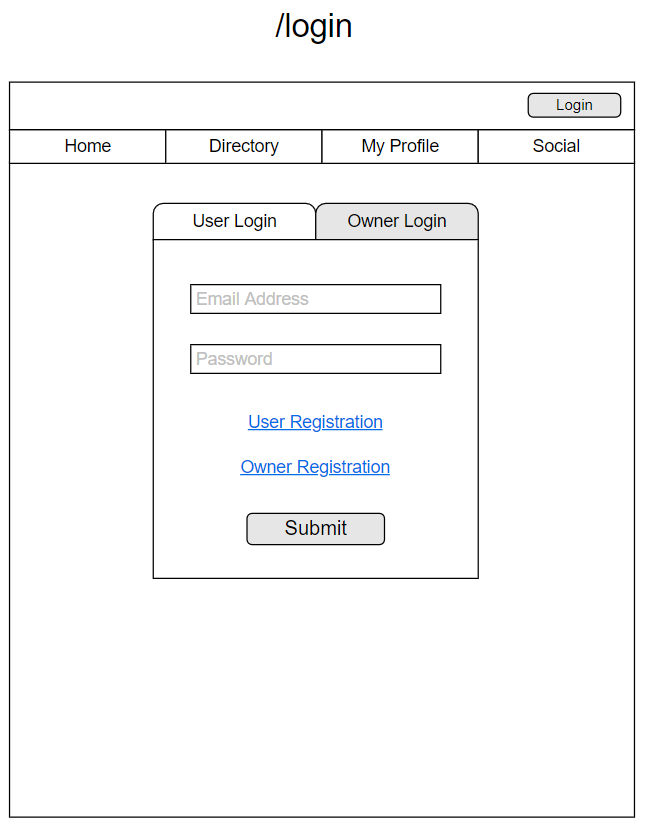 /login
Login
Home Directory My Profile Social
User Login Owner Login
Email Address
Password
User Registration
Owner Registration
Submit